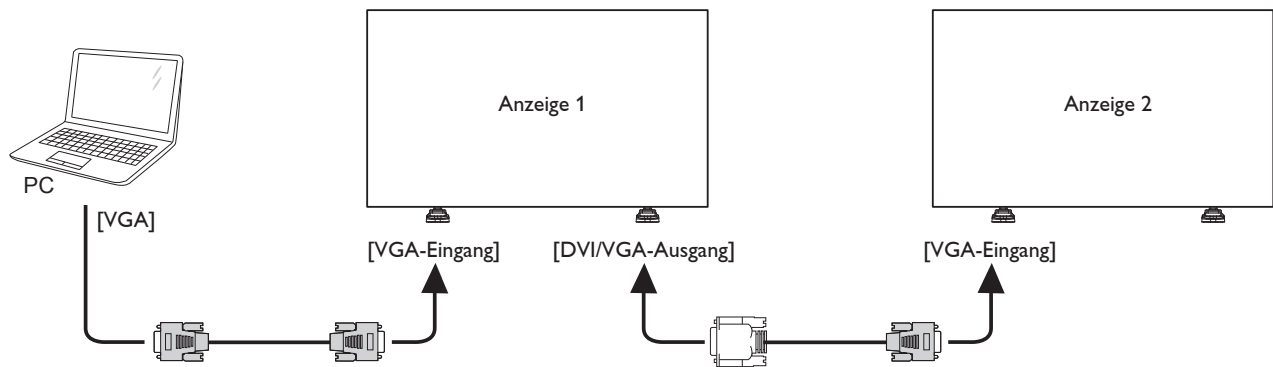 Anzeige 1
Anzeige 2
PC
[VGA]
[VGA-Eingang]
[DVI/VGA-Ausgang]
[VGA-Eingang]